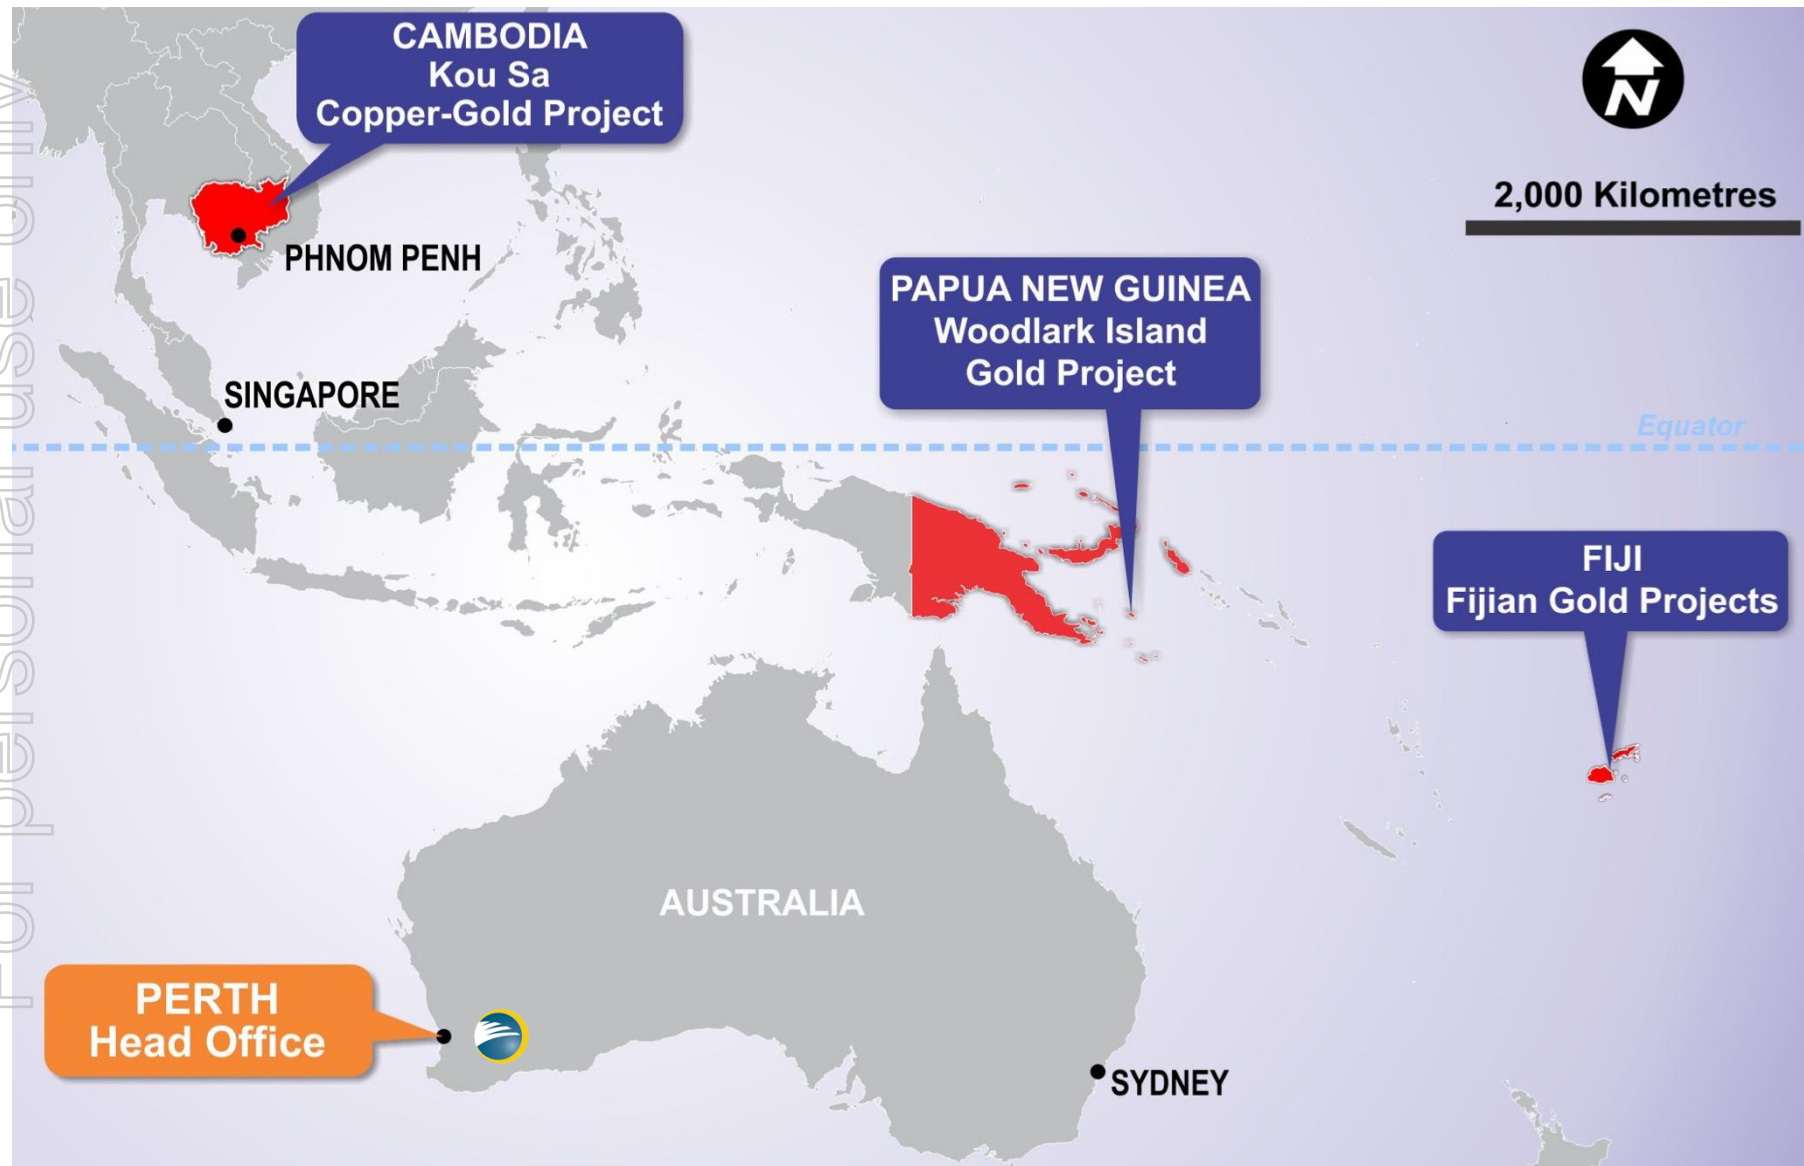 CAMBODIA
Kou Sa
Copper-Gold Project
N
2,000 Kilometres
PHNOM PENH
PAPUA NEW GUINEA
Woodlark Island
Gold Project
SINGAPORE
Equator
FIJI
Fijian Gold Projects
AUSTRALIA
PERTH
Head Office
SYDNEY
For personal use only